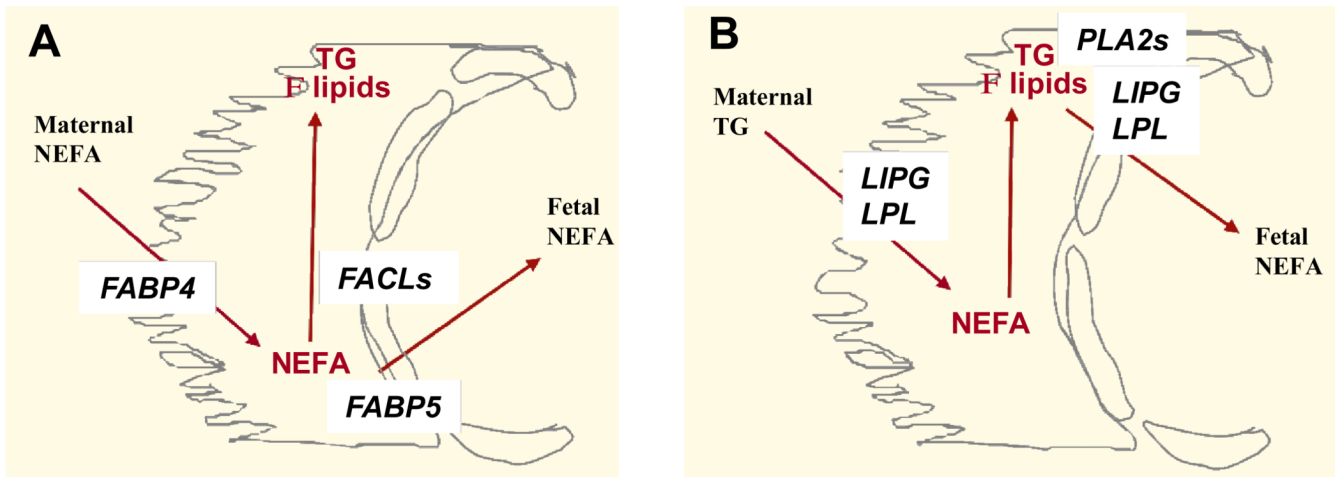 A
TG
F lipids
Maternal
NEFA
Fetal
NEFA
FABP4
FACLs
NEFA
FABP5
B
PLA2s
TG
F lipids
LIPG
LPL
Maternal
TG
LIPG
LPL
Fetal
NEFA
NEFA